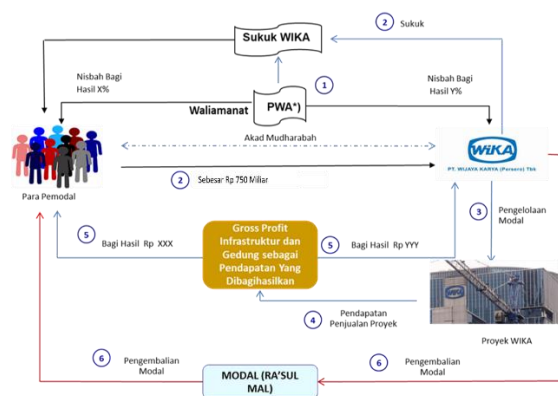 2 Sukuk
Sukuk WIKA
Nisbah Bagi
Hasil X%
1
Nisbah Bagi
Hasil Y%
Waliamanat
PWA*)
Akad Mudharabah
WIKA
PT. WIJAYA KARYA (Persero) Tbk
Para Pemodal
2 Sebesar Rp 750 Miliar
3 Pengelolaan
Modal
5
Bagi Hasil Rp XXX
Gross Profit
Infrastruktur dan
Gedung sebagai
Pendapatan Yang
Dibagihasilkan
5
Bagi Hasil Rp YYY
WIKA
4
Pendapatan
Penjualan Proyek
Proyek WIKA
6 Pengembalian
Modal
MODAL (RA'SUL
MAL)
6
Pengembalian
Modal